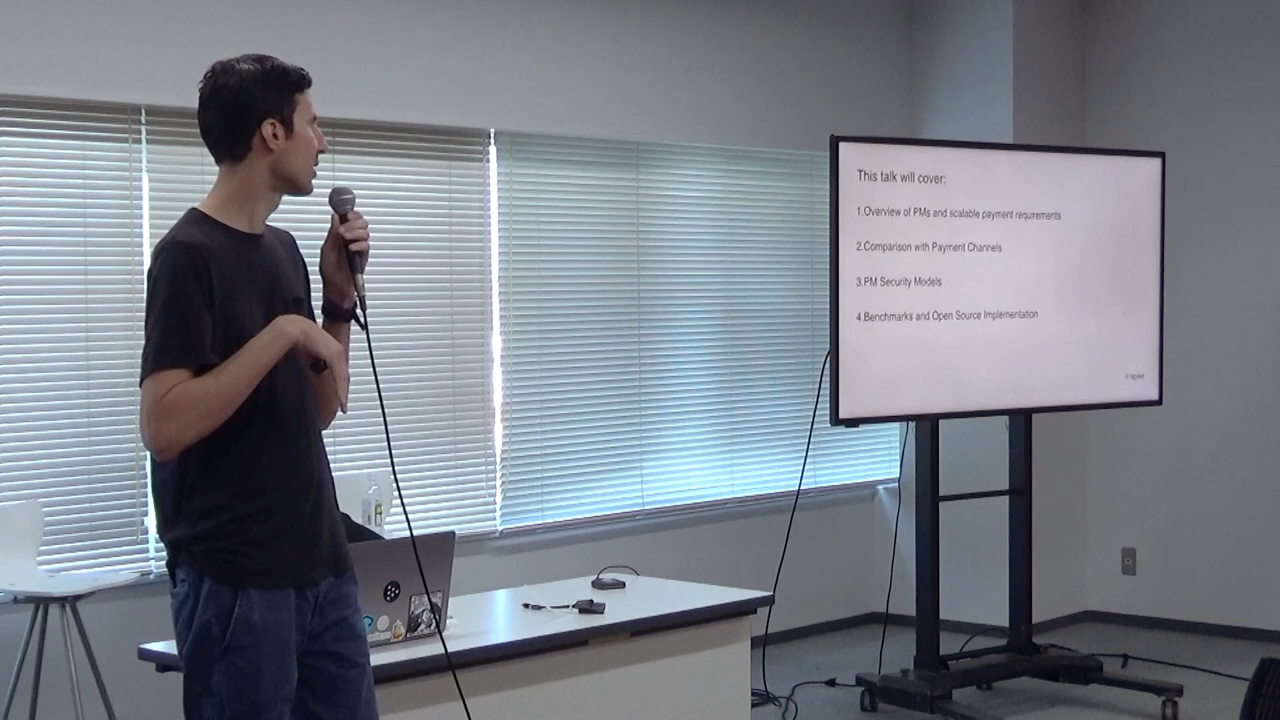 This talk will cover:
1.Overview of PMs and scalable payment requirements
2.Comparison with Payment Channels
3.PM Security Models
4.Benchmarks and Open Source Implementation